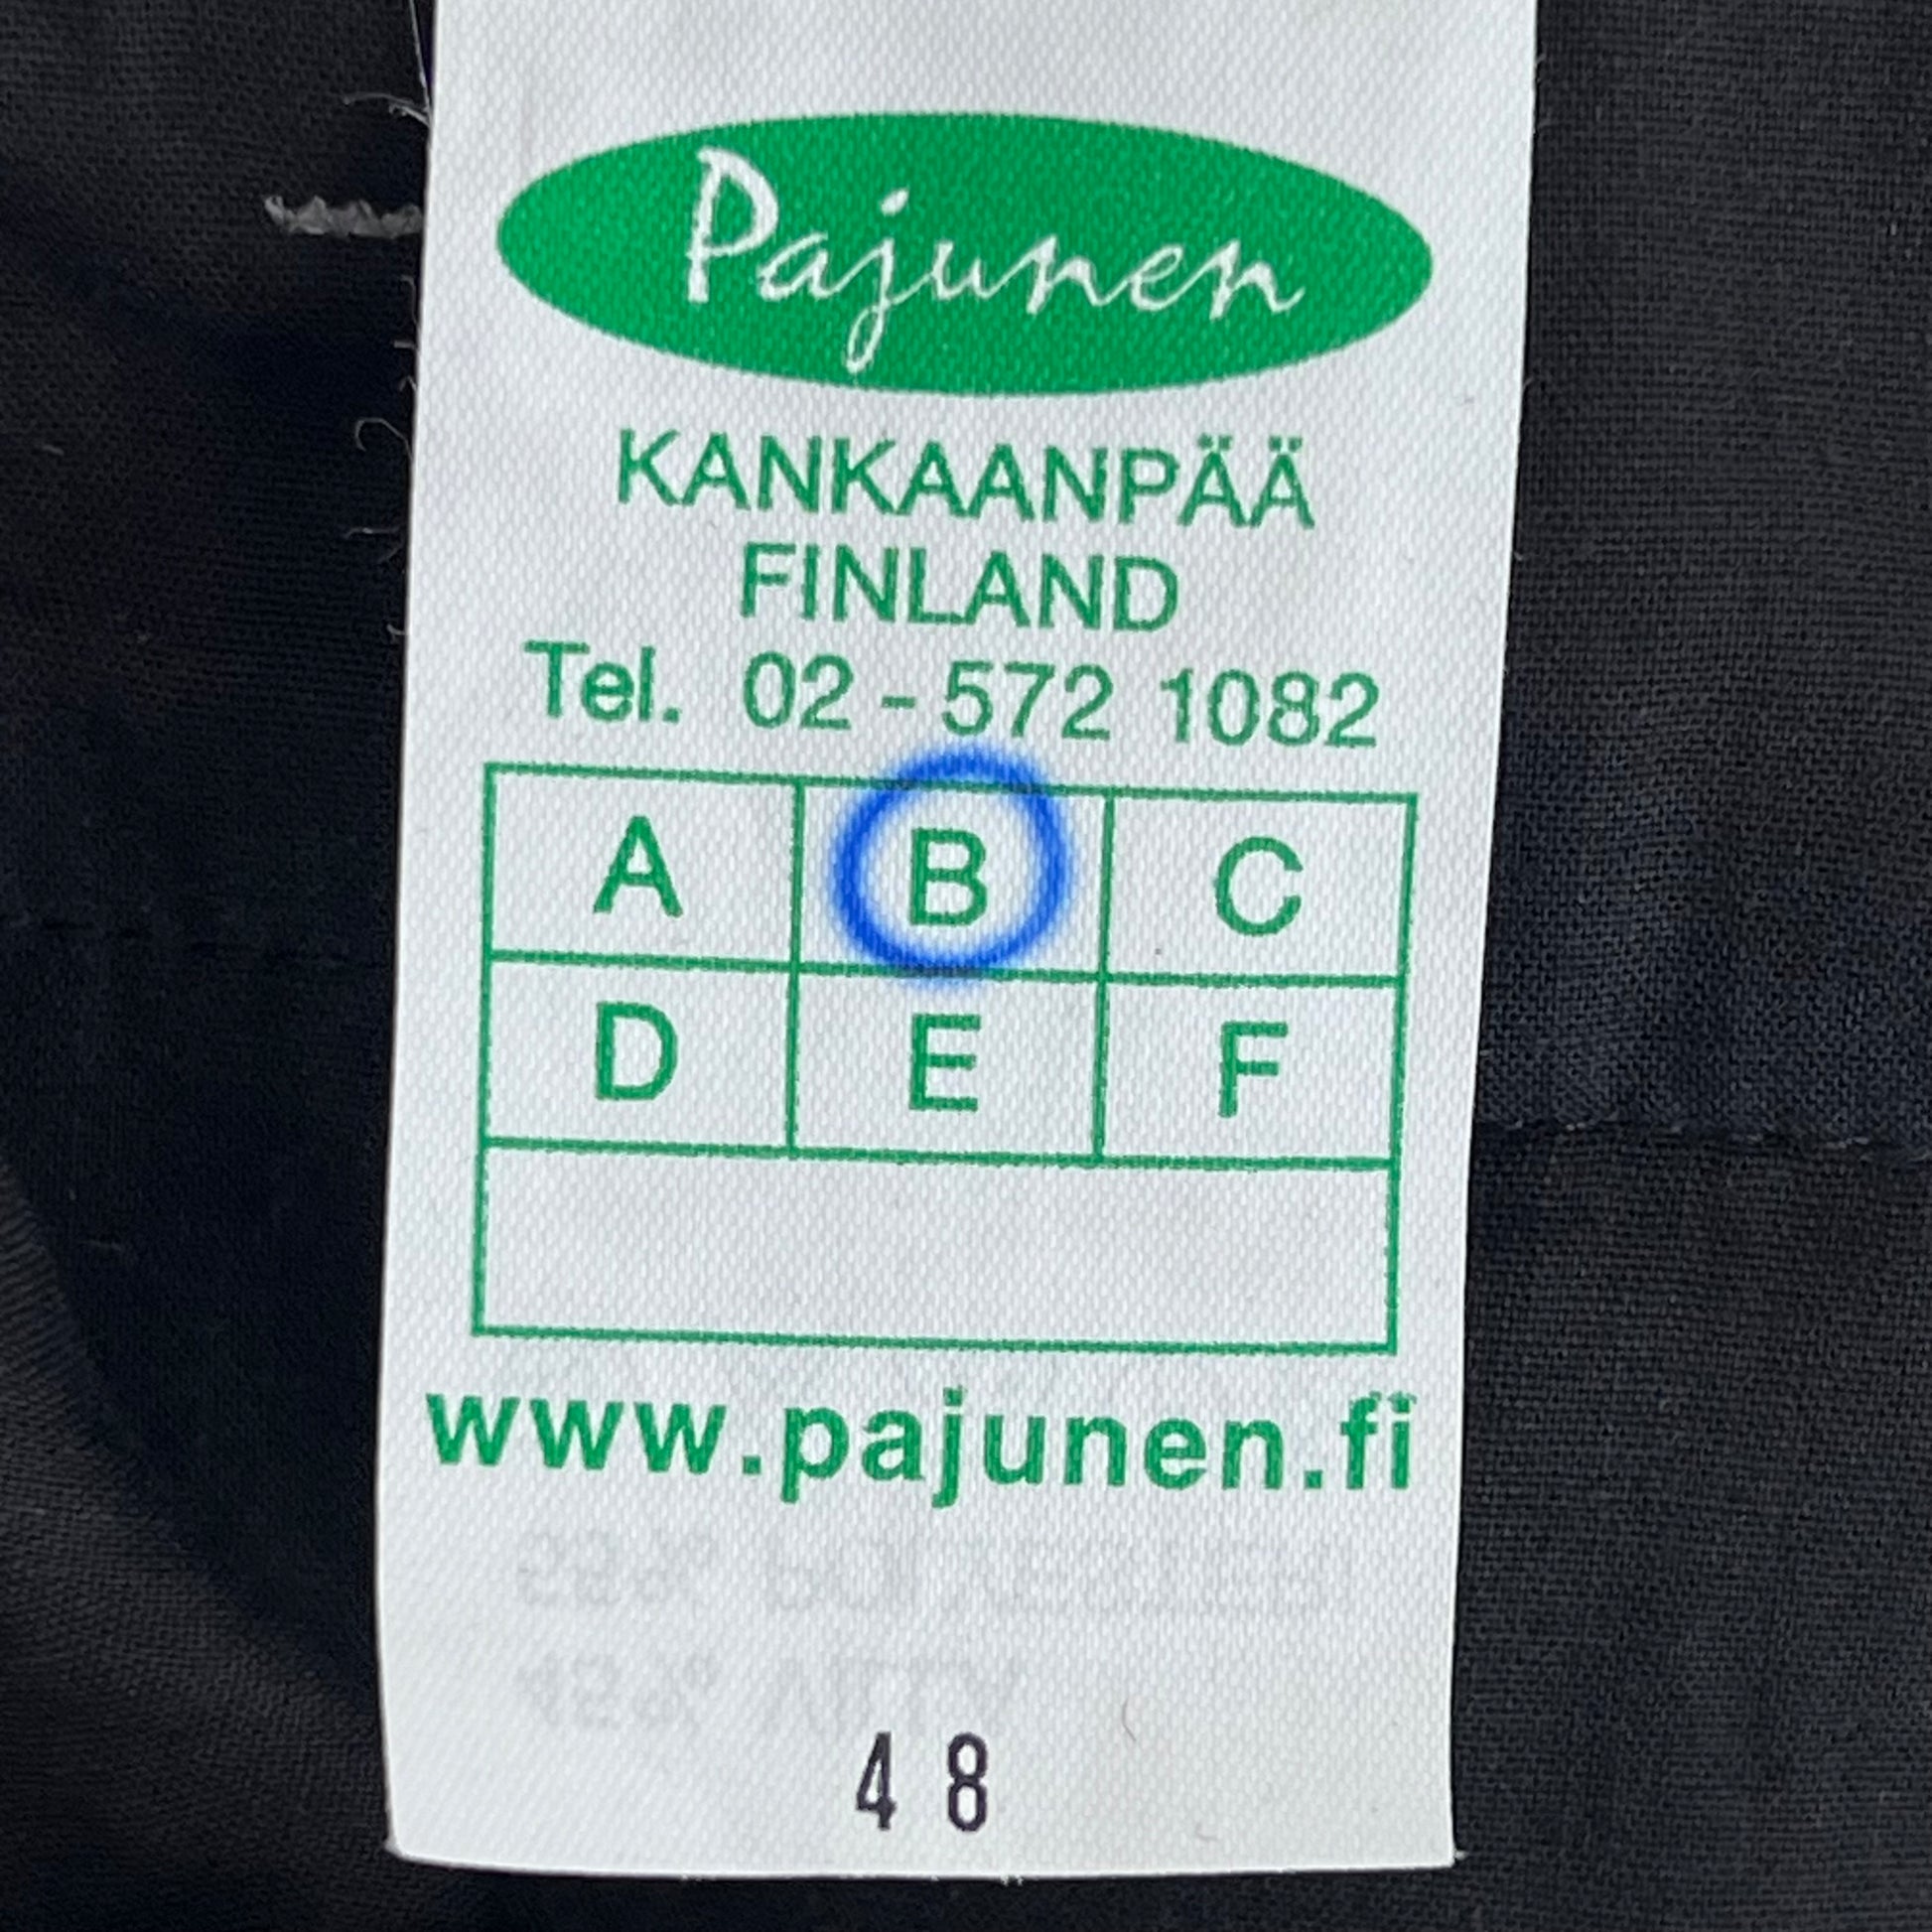 Pajunen
KANKAANPÄÄ
FINLAND
Tel. 02 - 572 1082
A B C
D E F
www.pajunen.fi
48